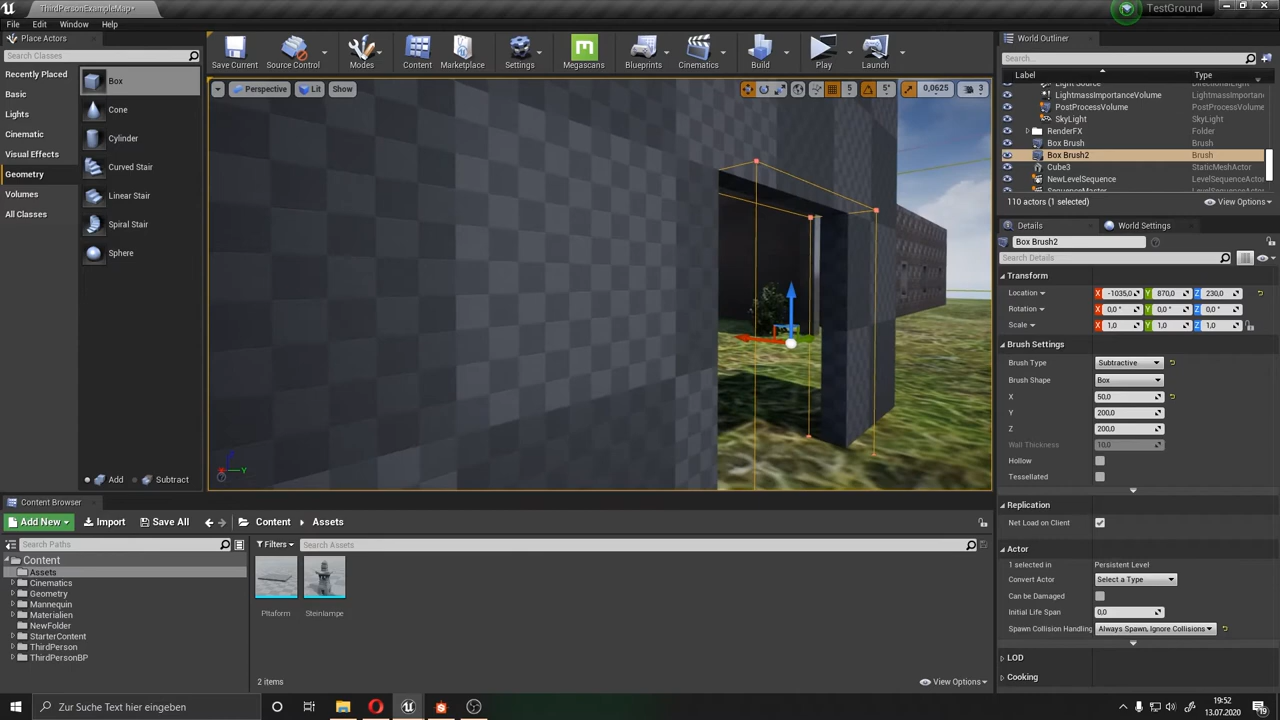 ThirdPersonExampleMap*
TestGround
File Edit Window Help
Place Actors
Search Classes
Recently Placed
Basic
Lights
Cinematic
Visual Effects
Geometry
Volumes
All Classes
Box
Cone
Cylinder
Curved Stair
Linear Stair
Spiral Stair
Sphere
Add Subtract
Save Current Source Control Modes Content Marketplace Settings Megascans Blueprints Cinematics Build Play Launch
Perspective Lit Show
5 5° 0,0625 3
World Outliner
Search...
Label Type
LightmassImportanceVolume LightmassImportan
PostProcessVolume PostProcessVolume
SkyLight SkyLight
RenderFX Folder
Box Brush Brush
Box Brush2 Brush
Cube3 StaticMeshActor
NewLevelSequence LevelSequenceActo
110 actors (1 selected) View Options
Details World Settings
Box Brush2
Search Details
Transform
Location X -1035,0 Y 870,0 Z 230,0
Rotation X 0,0 ° Y 0,0 ° Z 0,0 °
Scale X 1,0 Y 1,0 Z 1,0
Brush Settings
Brush Type Subtractive
Brush Shape Box
X 50,0
Y 200,0
Z 200,0
Wall Thickness 10,0
Hollow
Tessellated
Replication
Net Load on Client
Actor
1 selected in Persistent Level
Convert Actor Select a Type
Can be Damaged
Initial Life Span 0,0
Spawn Collision Handling Always Spawn, Ignore Collisions
LOD
Cooking
Content Browser
Add New Import Save All Content Assets
Search Paths
Filters Search Assets
Content
Assets
Cinematics
Geometry
Mannequin
Materialien
NewFolder
StarterContent
ThirdPerson
ThirdPersonBP
Steinlampe
2 items View Options
Zur Suche Text hier eingeben
19:52
13.07.2020